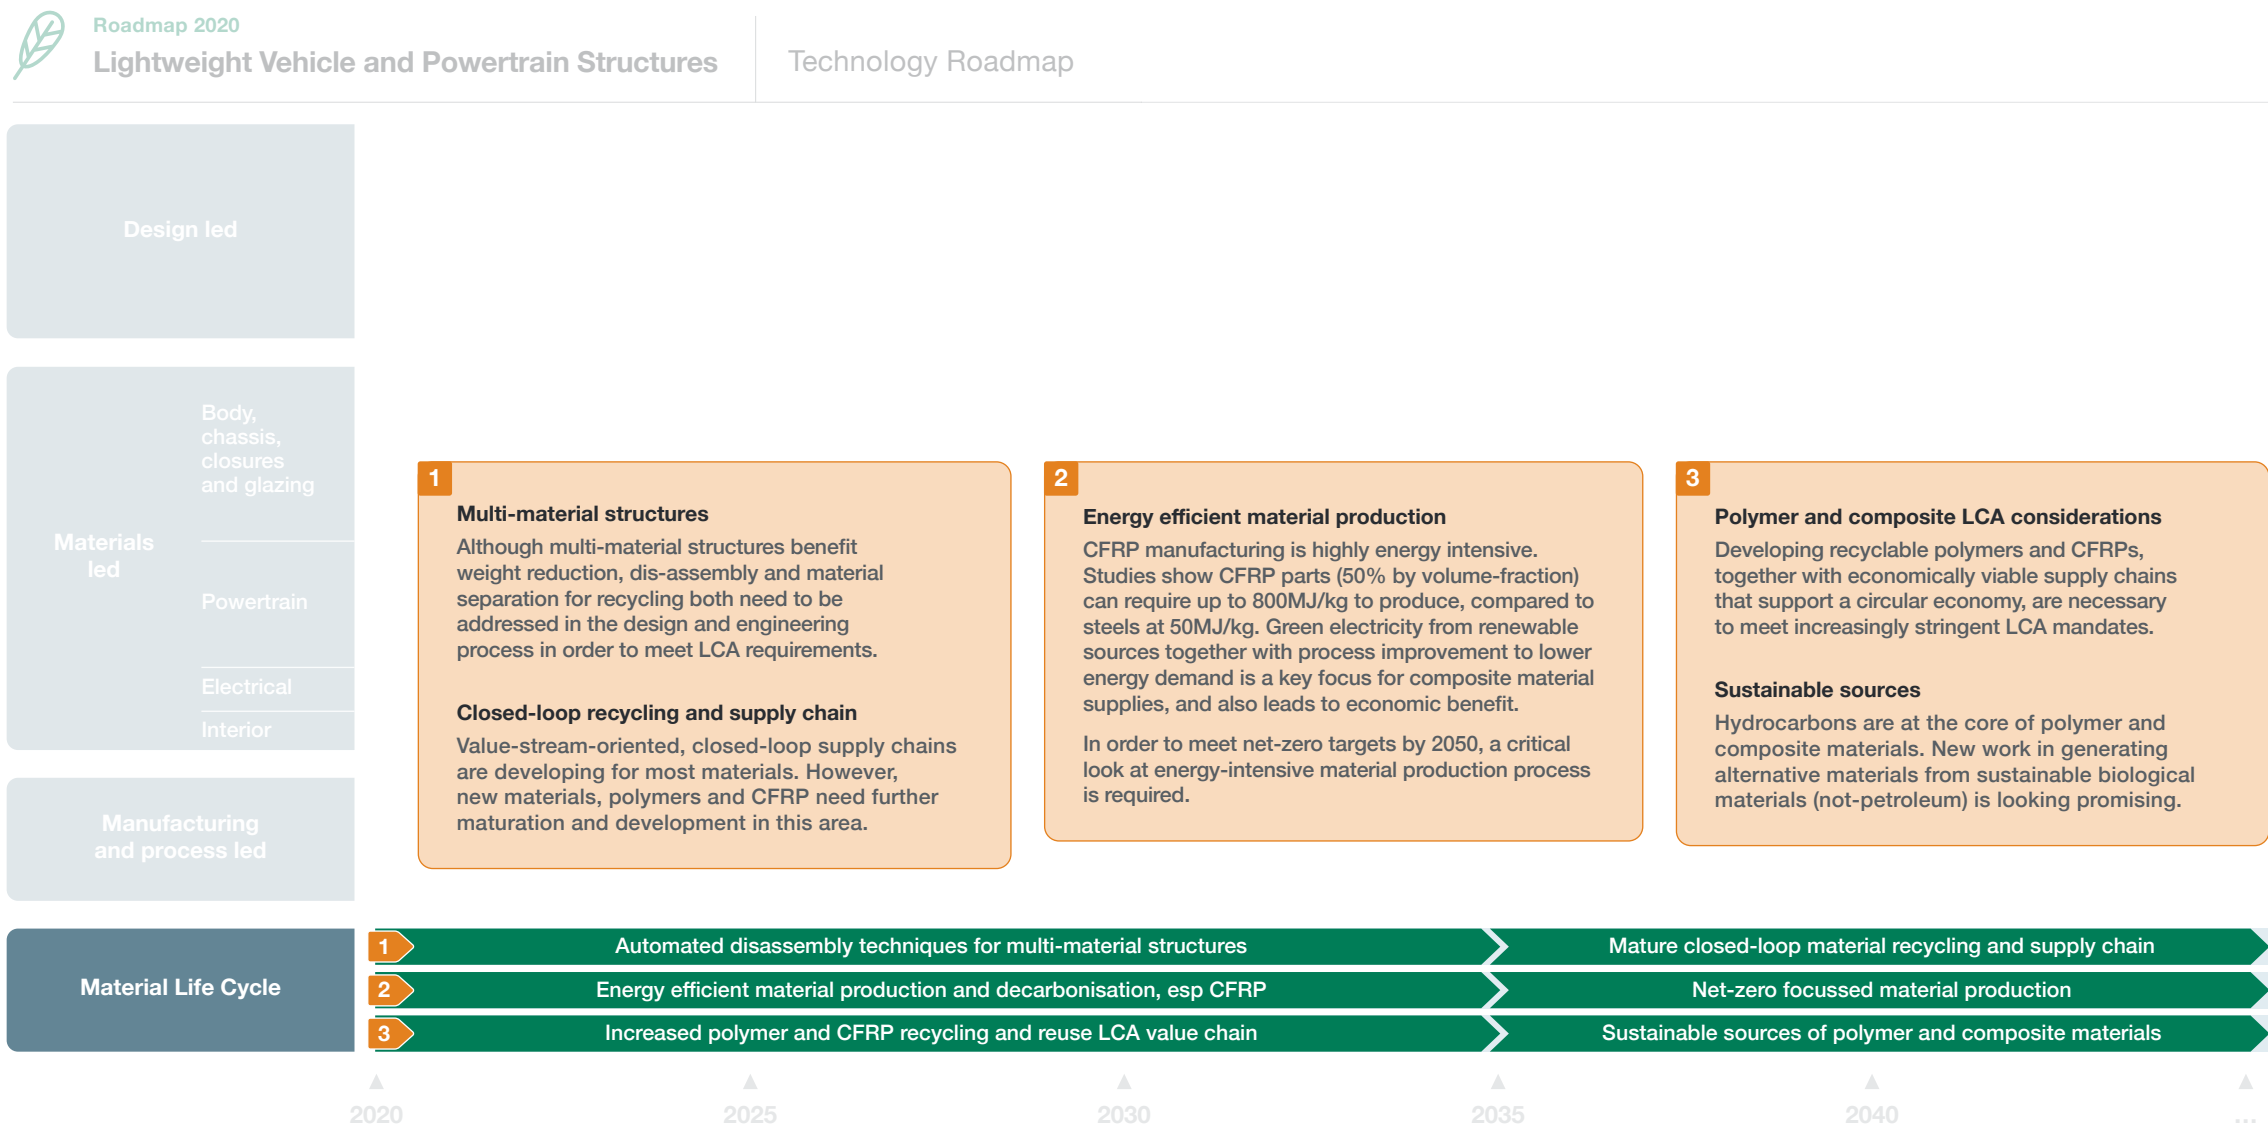 Roadmap 2020
Lightweight Vehicle and Powertrain Structures
Technology Roadmap
Design led
Materials
led
Body,
chassis,
closures
and glazing
Powertrain
Electrical
Interior
Manufacturing
and process led
Material Life Cycle
1
Multi-material structures
Although multi-material structures benefit
weight reduction, dis-assembly and material
separation for recycling both need to be
addressed in the design and engineering
process in order to meet LCA requirements.
Closed-loop recycling and supply chain
Value-stream-oriented, closed-loop supply chains
are developing for most materials. However,
new materials, polymers and CFRP need further
maturation and development in this area.
2
Energy efficient material production
CFRP manufacturing is highly energy intensive.
Studies show CFRP parts (50% by volume-fraction)
can require up to 800MJ/kg to produce, compared to
steels at 50MJ/kg. Green electricity from renewable
sources together with process improvement to lower
energy demand is a key focus for composite material
supplies, and also leads to economic benefit.
In order to meet net-zero targets by 2050, a critical
look at energy-intensive material production process
is required.
3
Polymer and composite LCA considerations
Developing recyclable polymers and CFRPs,
together with economically viable supply chains
that support a circular economy, are necessary
to meet increasingly stringent LCA mandates.
Sustainable sources
Hydrocarbons are at the core of polymer and
composite materials. New work in generating
alternative materials from sustainable biological
materials (not-petroleum) is looking promising.
1 Automated disassembly techniques for multi-material structures Mature closed-loop material recycling and supply chain
2 Energy efficient material production and decarbonisation, esp CFRP Net-zero focussed material production
3 Increased polymer and CFRP recycling and reuse LCA value chain Sustainable sources of polymer and composite materials
2020 2025 2030 2035 2040 ...